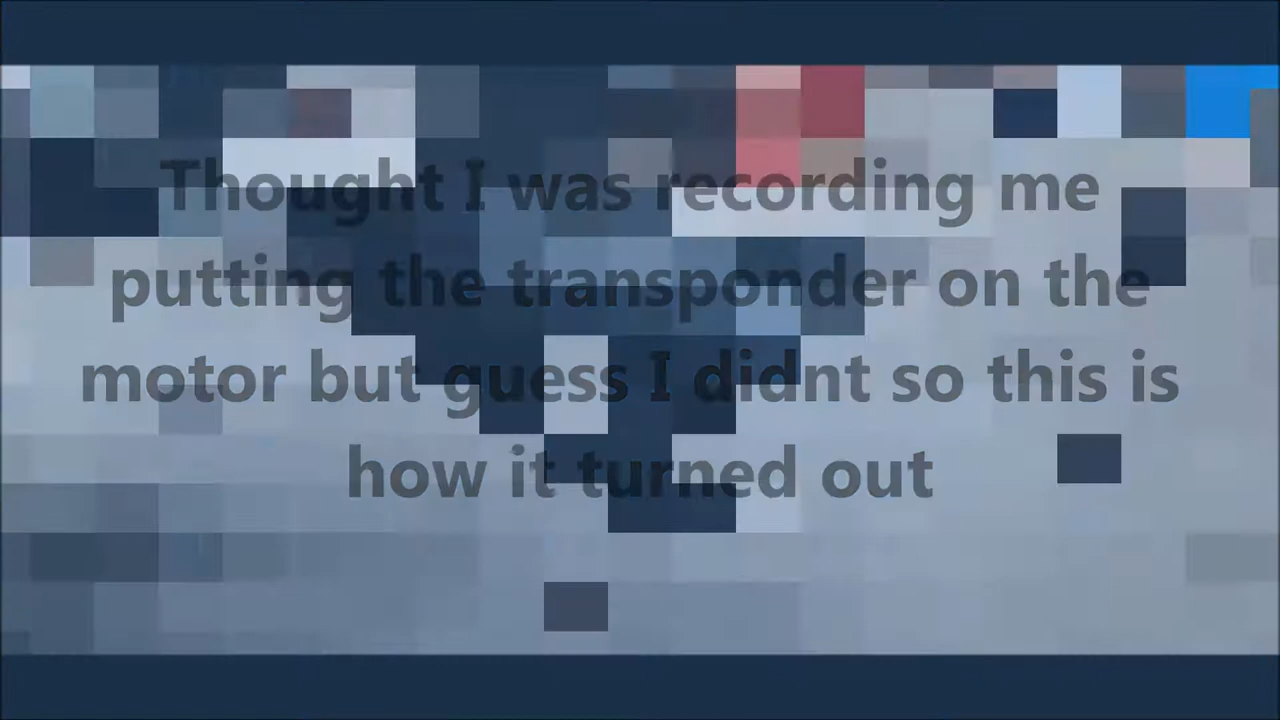 Thought I was recording me
putting the transponder on the
motor but guess I didnt so this is
how it turned out